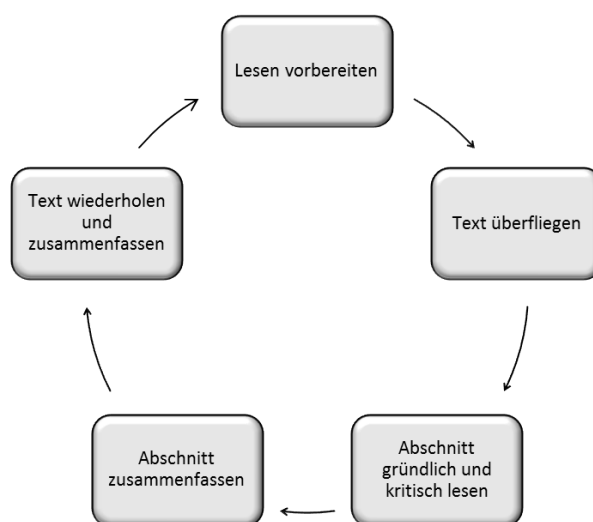 Lesen vorbereiten
Text überfliegen
Abschnitt
gründlich und
kritisch lesen
Abschnitt
zusammenfassen
Text wiederholen
und
zusammenfassen